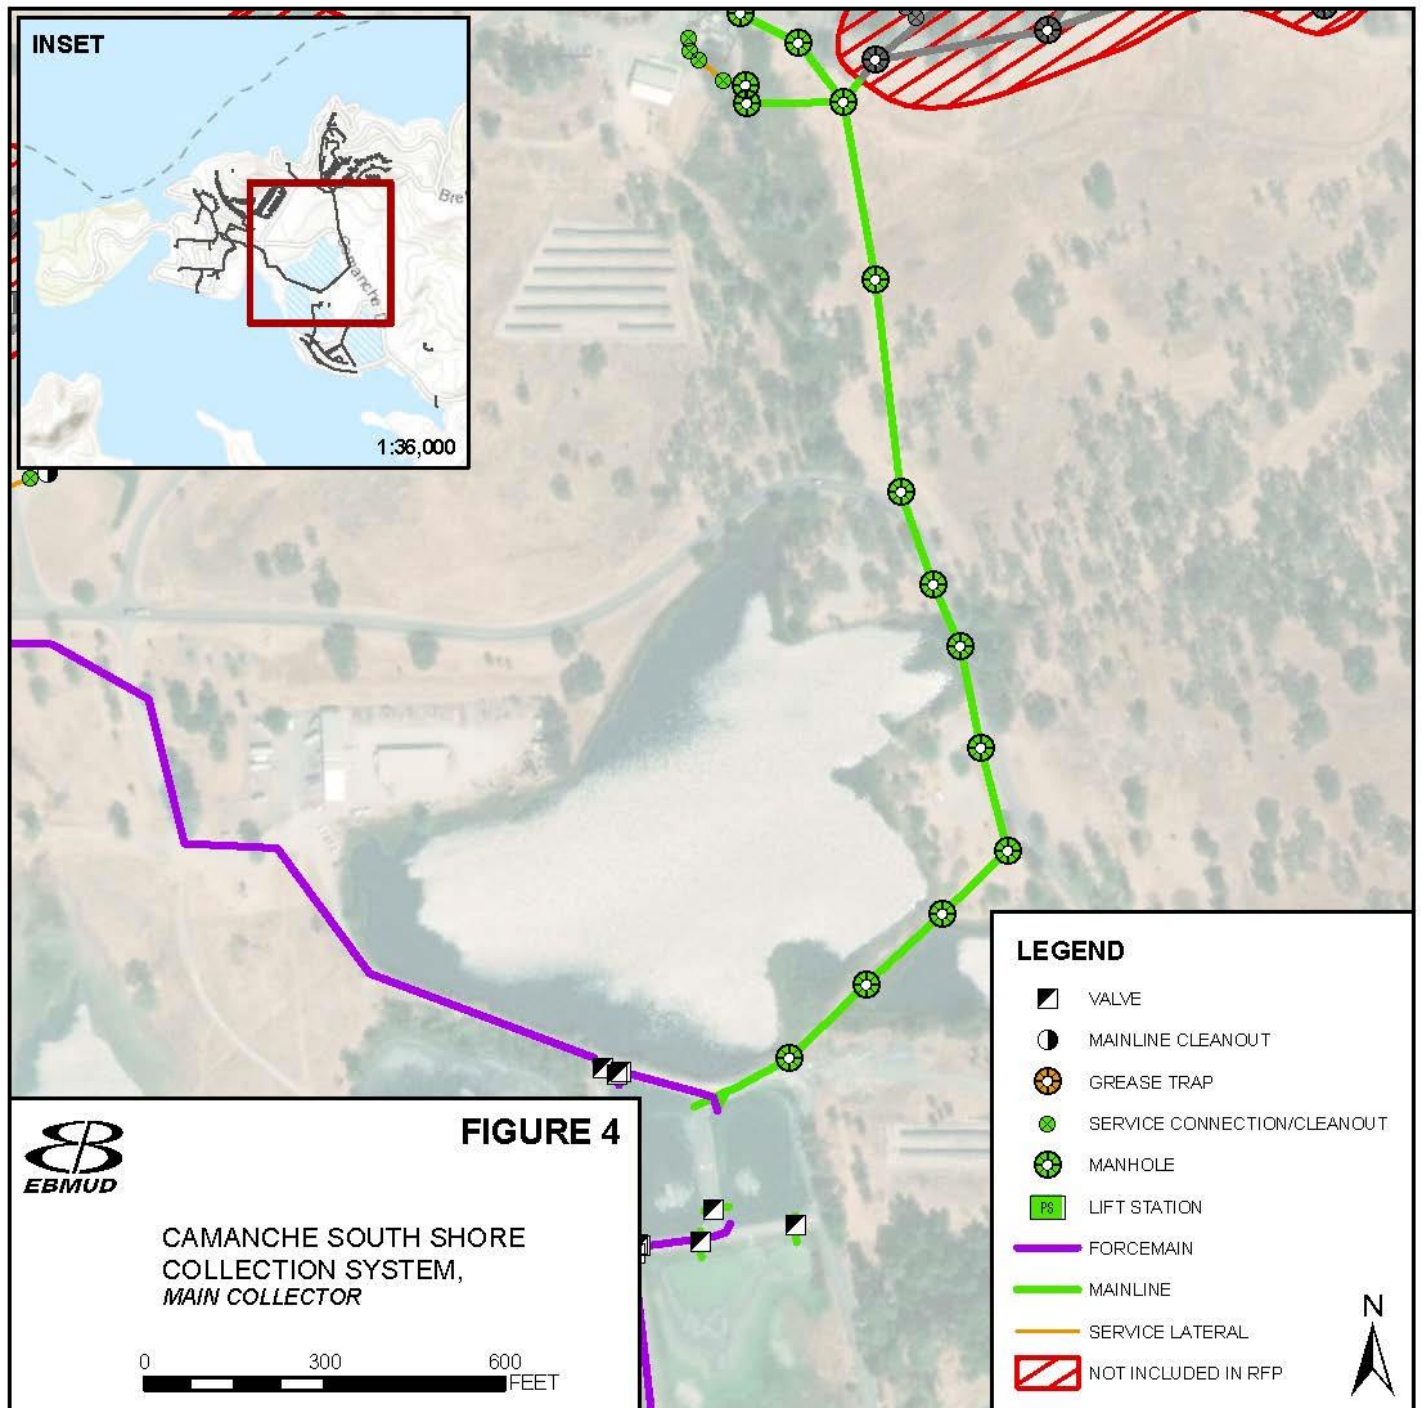 INSET
Bre
Camanche
1:36,000
LEGEND
VALVE
MAINLINE CLEANOUT
GREASE TRAP
SERVICE CONNECTION/CLEANOUT
MANHOLE
PS LIFT STATION
FORCEMAIN
MAINLINE
SERVICE LATERAL
NOT INCLUDED IN RFP
N
EBMUD
FIGURE 4
CAMANCHE SOUTH SHORE
COLLECTION SYSTEM,
MAIN COLLECTOR
0 300 600
FEET